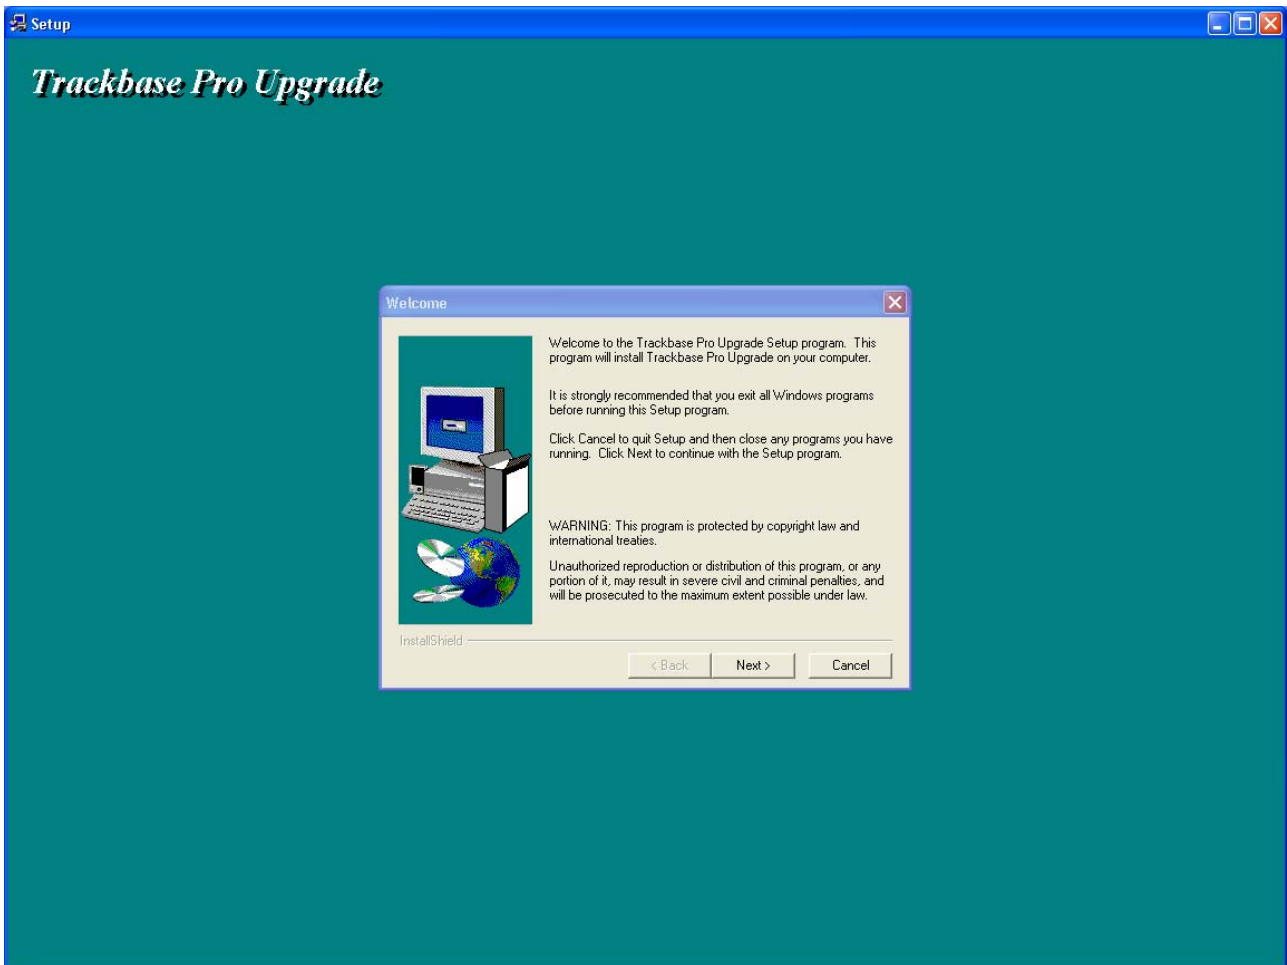 Setup
Trackbase Pro Upgrade
Welcome
Welcome to the Trackbase Pro Upgrade Setup program.  This
program will install Trackbase Pro Upgrade on your computer.
It is strongly recommended that you exit all Windows programs
before running this Setup program.
Click Cancel to quit Setup and then close any programs you have
running.  Click Next to continue with the Setup program.
WARNING: This program is protected by copyright law and
international treaties.
Unauthorized reproduction or distribution of this program, or any
portion of it, may result in severe civil and criminal penalties, and
will be prosecuted to the maximum extent possible under law.
InstallShield
< Back Next > Cancel